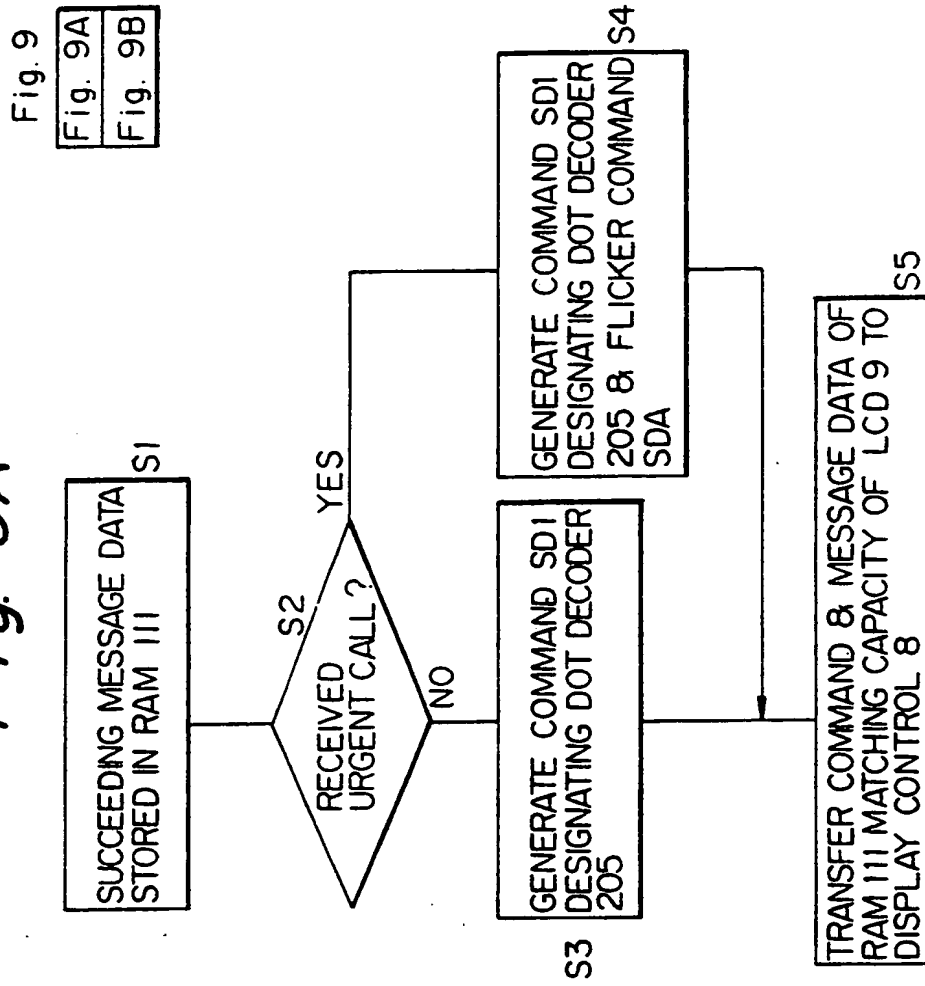 Fig. 9
Fig. 9A
Fig. 9B
SUCCEEDING MESSAGE DATA
STORED IN RAM 111
S1
S2
RECEIVED
URGENT CALL?
YES
NO
S3
GENERATE COMMAND SD1
DESIGNATING DOT DECODER
205
GENERATE COMMAND SD1
DESIGNATING DOT DECODER
205 & FLICKER COMMAND
SDA
S4
TRANSFER COMMAND & MESSAGE DATA OF
RAM 111 MATCHING CAPACITY OF LCD 9 TO
DISPLAY CONTROL 8
S5